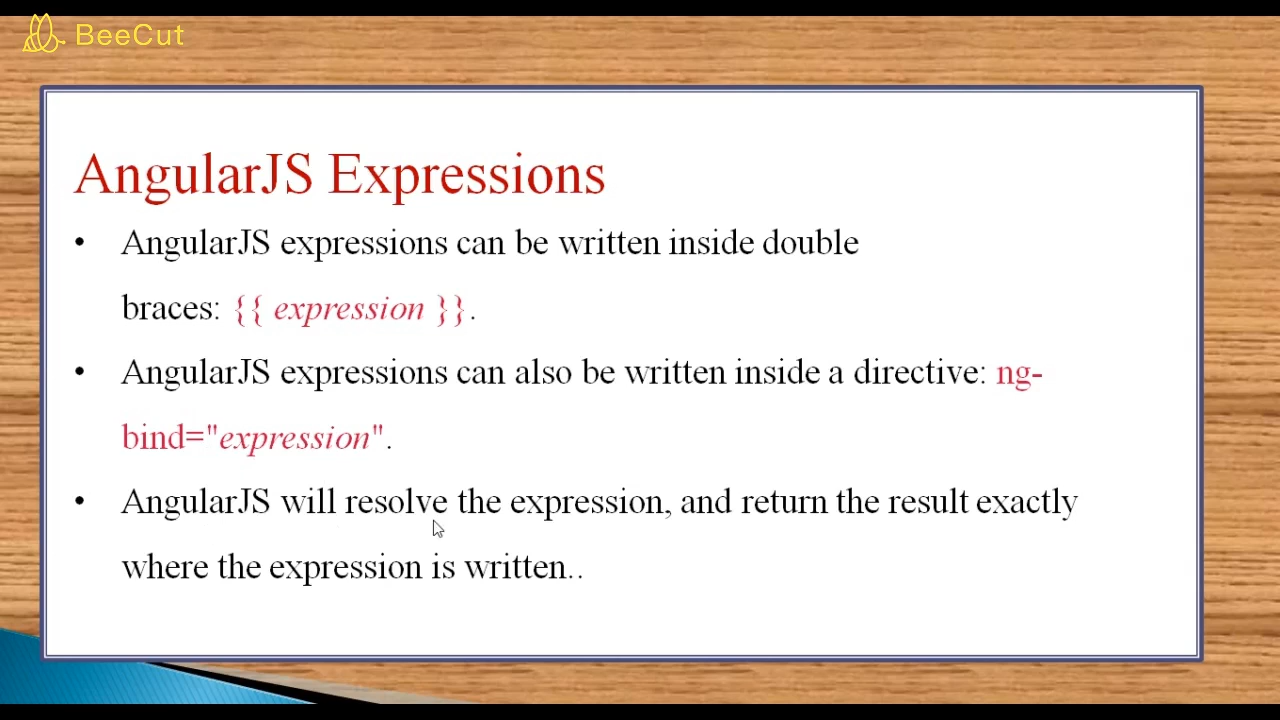 BeeCut
AngularJS Expressions
• AngularJS expressions can be written inside double
braces: {{ expression }}.
• AngularJS expressions can also be written inside a directive: ng-
bind="expression".
• AngularJS will resolve the expression, and return the result exactly
where the expression is written..